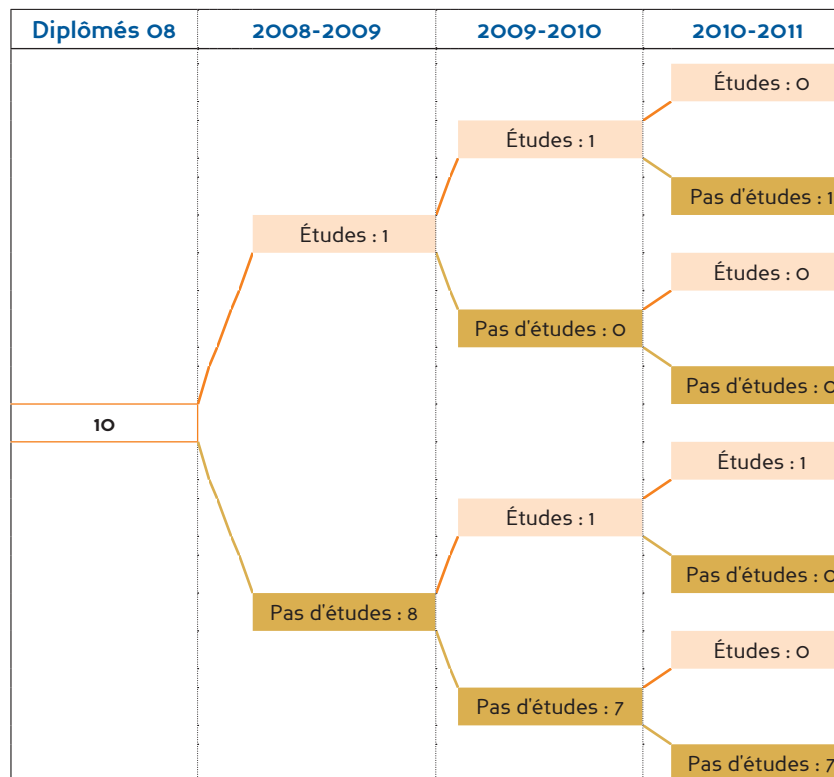 Diplômés 08 2008-2009 2009-2010 2010-2011
Études : 0
Études : 1
Pas d'études : 1
Études : 1
Études : 0
Pas d'études : 0
Pas d'études : 0
10
Études : 1
Études : 1
Pas d'études : 0
Pas d'études : 8
Études : 0
Pas d'études : 7
Pas d'études : 7